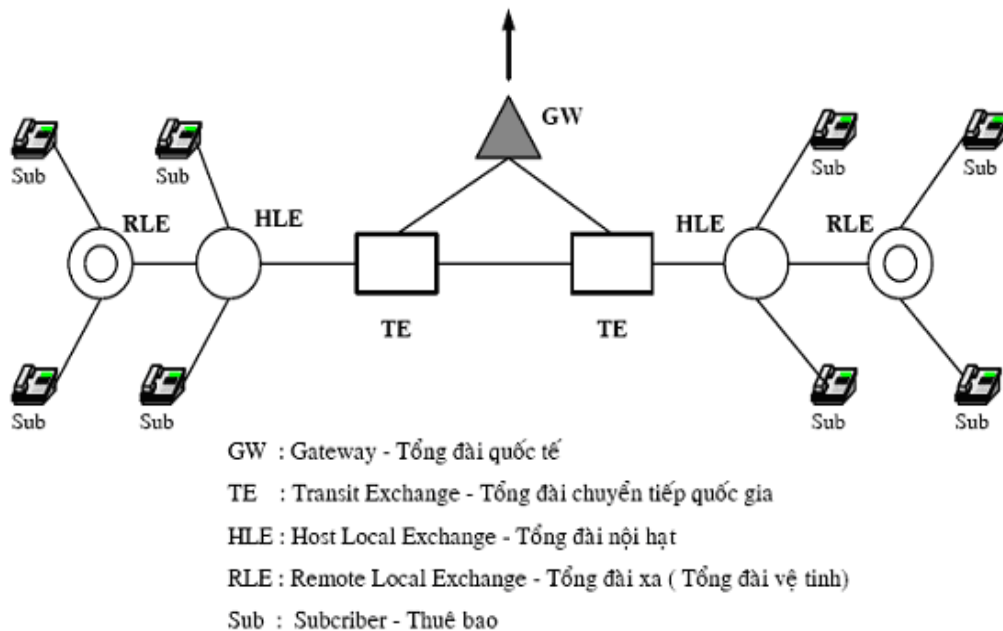 GW
Sub
Sub
Sub
Sub
RLE
HLE
HLE
RLE
TE
TE
Sub
Sub
Sub
Sub
GW : Gateway - Tổng đài quốc tế
TE : Transit Exchange - Tổng đài chuyển tiếp quốc gia
HLE : Host Local Exchange - Tổng đài nội hạt
RLE : Remote Local Exchange - Tổng đài xa ( Tổng đài vệ tinh)
Sub : Subcriber - Thuê bao